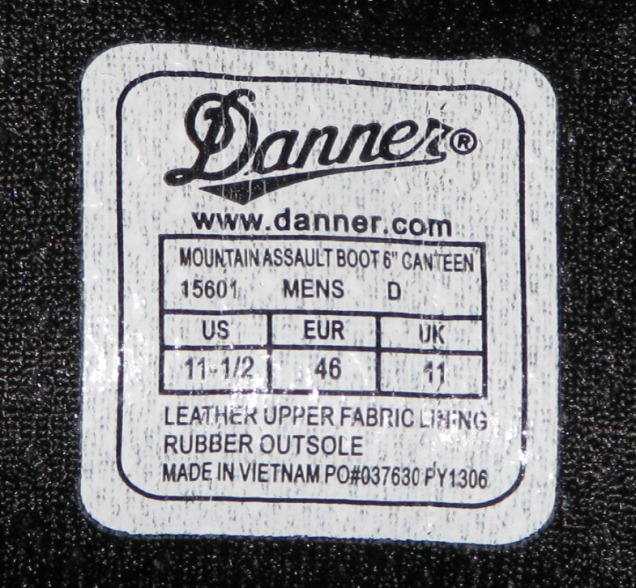 Danner®
www.danner.com
MOUNTAIN ASSAULT BOOT 6" CANTEEN
15601 MENS D
US EUR UK
11-1/2 46 11
LEATHER UPPER FABRIC LINING
RUBBER OUTSOLE
MADE IN VIETNAM PO#037630 PY1306